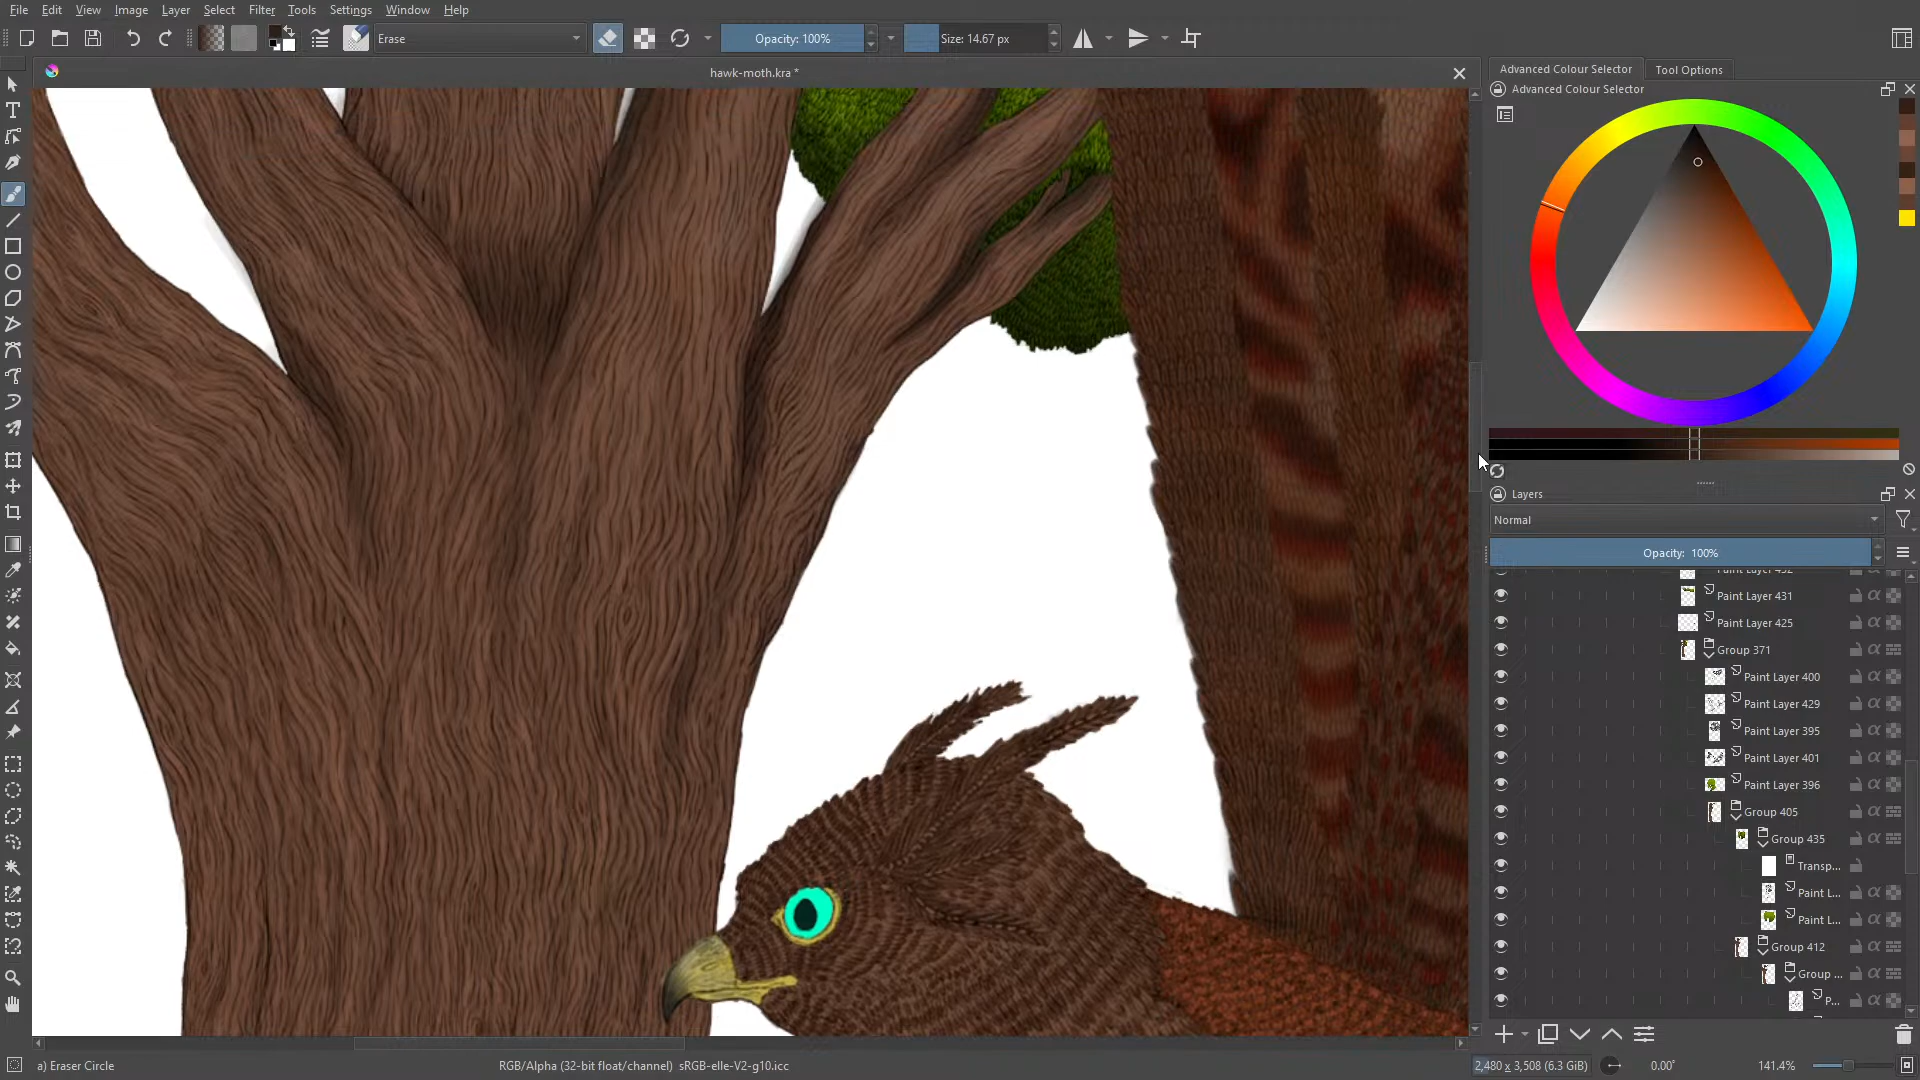 File Edit View Image Layer Select Filter Tools Settings Window Help
Erase
Opacity: 100%
Size: 14.67 px
hawk-moth.kra *
Advanced Colour Selector
Tool Options
Advanced Colour Selector
Layers
Normal
Opacity: 100%
Paint Layer 431
Paint Layer 425
Group 371
Paint Layer 400
Paint Layer 429
Paint Layer 395
Paint Layer 401
Paint Layer 396
Group 405
Group 435
Transp...
Paint L...
Paint L...
Group 412
Group ...
P...
a) Eraser Circle
RGB/Alpha (32-bit float/channel) sRGB-elle-V2-g10.icc
2,480 x 3,508 (6.3 GiB)
0.00°
141.4%